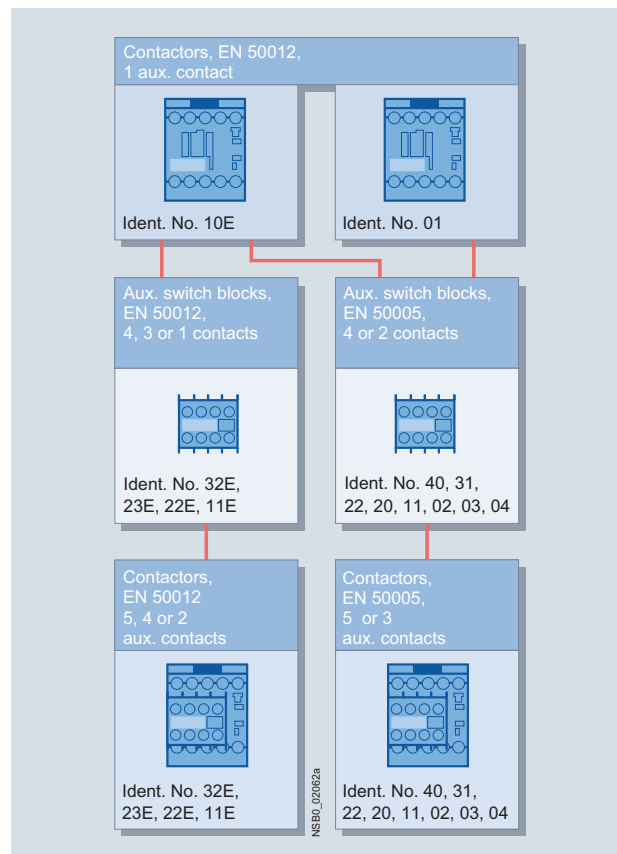 Contactors, EN 50012,
1 aux. contact
Ident. No. 10E
Ident. No. 01
Aux. switch blocks,
EN 50012,
4, 3 or 1 contacts
Aux. switch blocks,
EN 50005,
4 or 2 contacts
Ident. No. 32E,
23E, 22E, 11E
Ident. No. 40, 31,
22, 20, 11, 02, 03, 04
Contactors,
EN 50012
5, 4 or 2
aux. contacts
Contactors,
EN 50005,
5 or 3
aux. contacts
Ident. No. 32E,
23E, 22E, 11E
Ident. No. 40, 31,
22, 20, 11, 02, 03, 04
NSB0_02062a